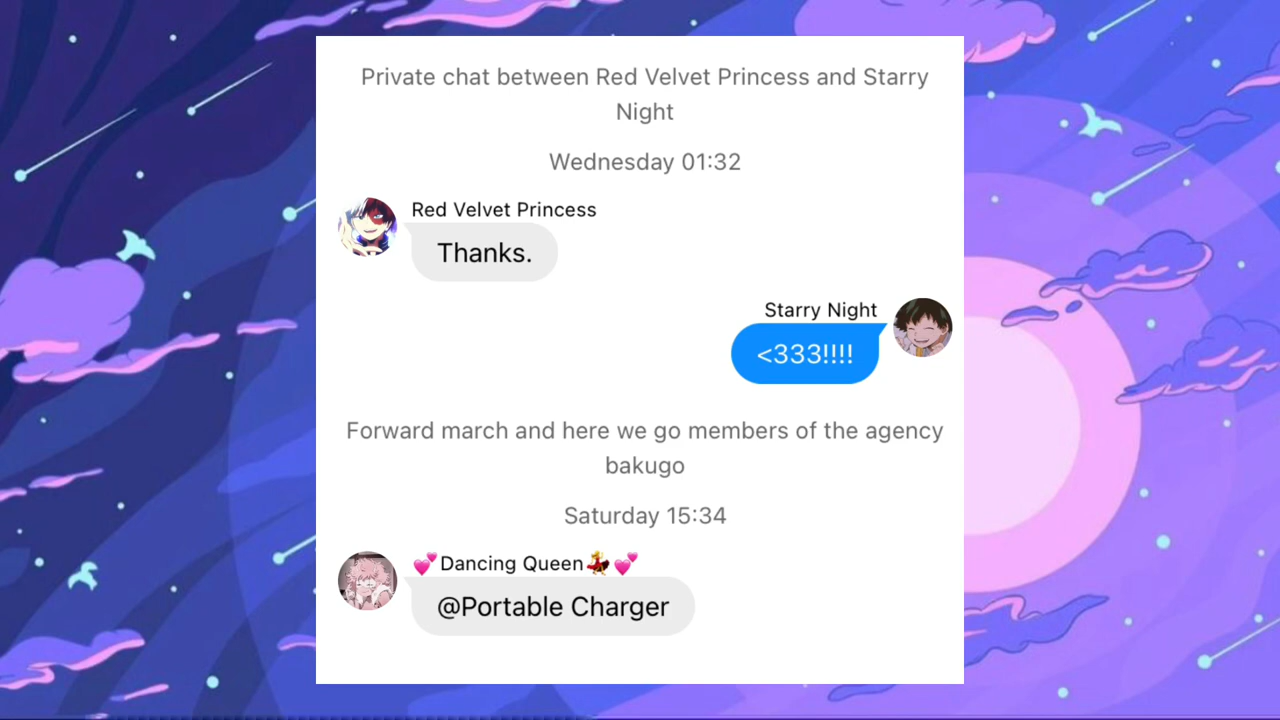 Private chat between Red Velvet Princess and Starry
Night
Wednesday 01:32
Red Velvet Princess
Thanks.
Starry Night
<333!!!!
Forward march and here we go members of the agency
bakugo
Saturday 15:34
💕Dancing Queen💃💕
@Portable Charger